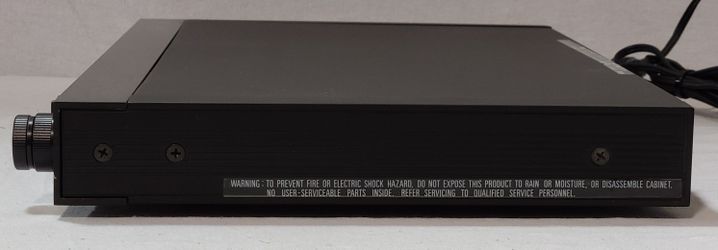 WARNING : TO PREVENT FIRE OR ELECTRIC SHOCK HAZARD, DO NOT EXPOSE THIS PRODUCT TO RAIN OR MOISTURE, OR DISASSEMBLE CABINET.
NO USER-SERVICEABLE PARTS INSIDE. REFER SERVICING TO QUALIFIED SERVICE PERSONNEL.